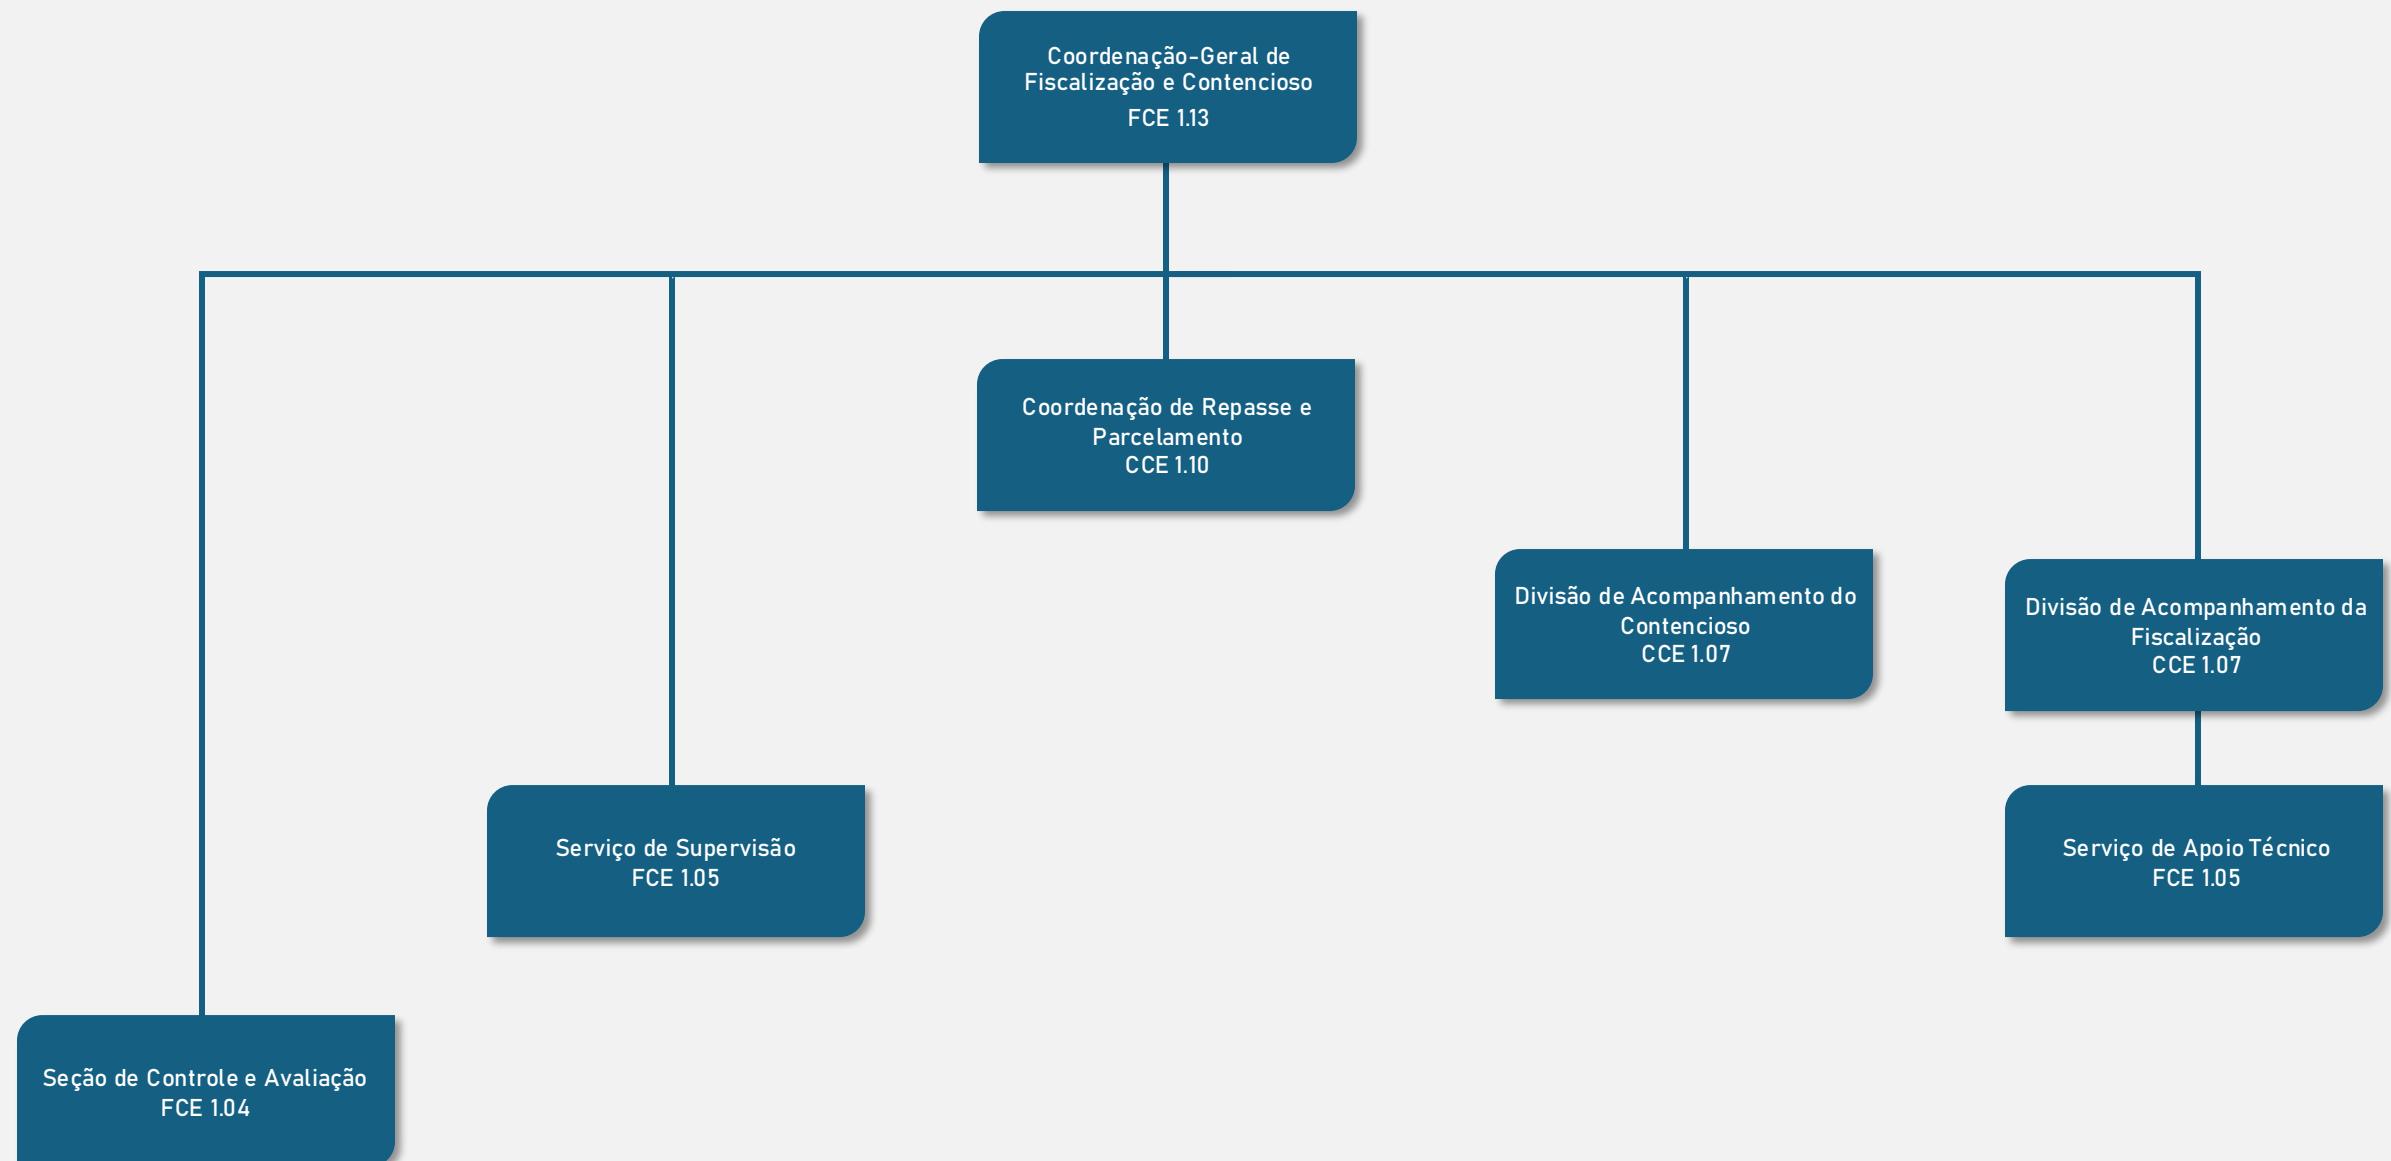 Coordenação-Geral de
Fiscalização e Contencioso
FCE 1.13
Coordenação de Repasse e
Parcelamento
CCE 1.10
Divisão de Acompanhamento do
Contencioso
CCE 1.07
Divisão de Acompanhamento da
Fiscalização
CCE 1.07
Serviço de Supervisão
FCE 1.05
Serviço de Apoio Técnico
FCE 1.05
Seção de Controle e Avaliação
FCE 1.04